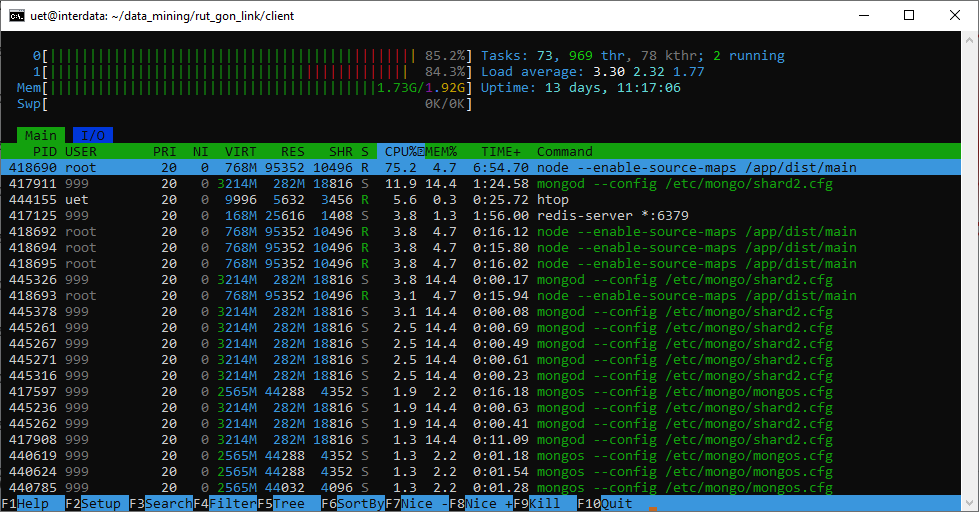 uet@interdata: ~/data_mining/rut_gon_link/client
0[|||||||||||||||||||||||||||||||||||||||||||||| 85.2%] Tasks: 73, 969 thr, 78 kthr; 2 running
1[||||||||||||||||||||||||||||||||||||||||||||| 84.3%] Load average: 3.30 2.32 1.77
Mem[|||||||||||||||||||||||||||||||||||||||||1.73G/1.92G] Uptime: 13 days, 11:17:06
Swp[ 0K/0K]
Main I/O
PID USER PRI NI VIRT RES SHR S CPU% MEM% TIME+ Command
418690 root 20 0 768M 95352 10496 R 75.2 4.7 6:54.70 node --enable-source-maps /app/dist/main
417911 999 20 0 3214M 282M 18816 S 11.9 14.4 1:24.58 mongod --config /etc/mongo/shard2.cfg
444155 uet 20 0 9996 5632 3456 R 5.6 0.3 0:25.72 htop
417125 999 20 0 168M 25616 1408 S 3.8 1.3 1:56.00 redis-server *:6379
418692 root 20 0 768M 95352 10496 R 3.8 4.7 0:16.12 node --enable-source-maps /app/dist/main
418694 root 20 0 768M 95352 10496 R 3.8 4.7 0:15.80 node --enable-source-maps /app/dist/main
418695 root 20 0 768M 95352 10496 R 3.8 4.7 0:16.02 node --enable-source-maps /app/dist/main
445326 999 20 0 3214M 282M 18816 S 3.8 14.4 0:00.17 mongod --config /etc/mongo/shard2.cfg
418693 root 20 0 768M 95352 10496 R 3.1 4.7 0:15.94 node --enable-source-maps /app/dist/main
445378 999 20 0 3214M 282M 18816 S 3.1 14.4 0:00.08 mongod --config /etc/mongo/shard2.cfg
445261 999 20 0 3214M 282M 18816 S 2.5 14.4 0:00.69 mongod --config /etc/mongo/shard2.cfg
445267 999 20 0 3214M 282M 18816 S 2.5 14.4 0:00.49 mongod --config /etc/mongo/shard2.cfg
445271 999 20 0 3214M 282M 18816 S 2.5 14.4 0:00.61 mongod --config /etc/mongo/shard2.cfg
445316 999 20 0 3214M 282M 18816 S 2.5 14.4 0:00.23 mongod --config /etc/mongo/shard2.cfg
417597 999 20 0 2565M 44288 4352 S 1.9 2.2 0:16.18 mongos --config /etc/mongo/mongos.cfg
445236 999 20 0 3214M 282M 18816 S 1.9 14.4 0:00.63 mongod --config /etc/mongo/shard2.cfg
445262 999 20 0 3214M 282M 18816 S 1.9 14.4 0:00.41 mongod --config /etc/mongo/shard2.cfg
417908 999 20 0 3214M 282M 18816 S 1.3 14.4 0:11.09 mongod --config /etc/mongo/shard2.cfg
440619 999 20 0 2565M 44288 4352 S 1.3 2.2 0:01.18 mongos --config /etc/mongo/mongos.cfg
440624 999 20 0 2565M 44288 4352 S 1.3 2.2 0:01.54 mongos --config /etc/mongo/mongos.cfg
440785 999 20 0 2565M 44032 4096 S 1.3 2.2 0:01.28 mongos --config /etc/mongo/mongos.cfg
F1Help F2Setup F3SearchF4FilterF5Tree F6SortByF7Nice -F8Nice +F9Kill F10Quit